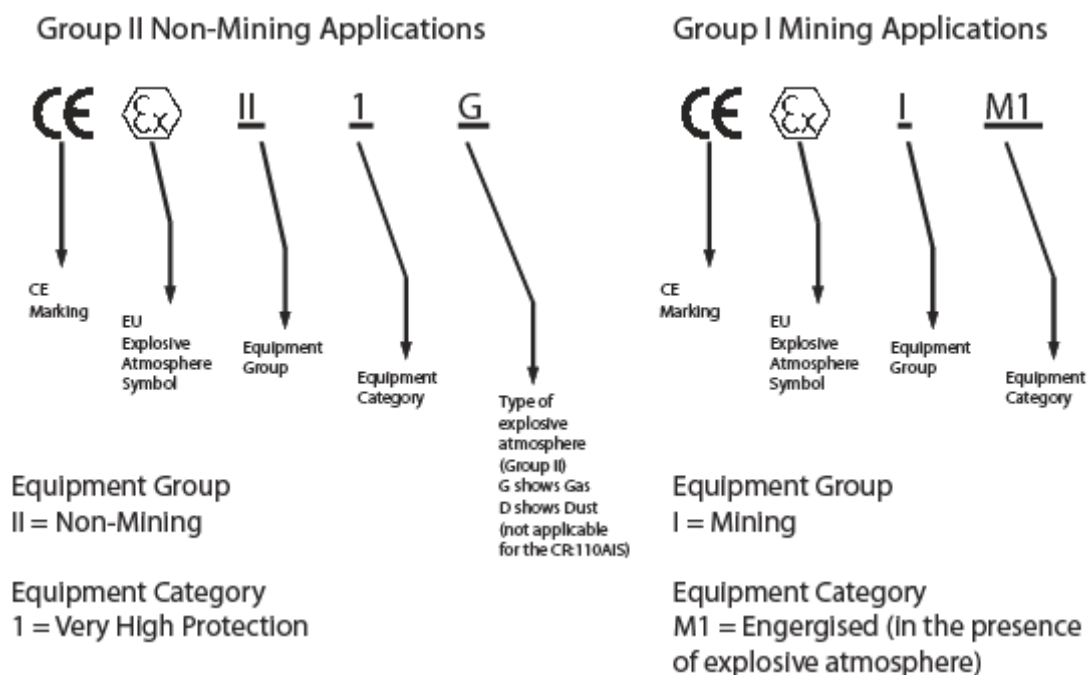 Group II Non-Mining Applications
CE Ex II 1 G
CE
Marking
EU
Explosive
Atmosphere
Symbol
Equipment
Group
Equipment
Category
Type of
explosive
atmosphere
(Group II)
G shows Gas
D shows Dust
(not applicable
for the CR:110AIS)
Equipment Group
II = Non-Mining
Equipment Category
1 = Very High Protection
Group I Mining Applications
CE Ex I M1
CE
Marking
EU
Explosive
Atmosphere
Symbol
Equipment
Group
Equipment
Category
Equipment Group
I = Mining
Equipment Category
M1 = Engergised (in the presence
of explosive atmosphere)